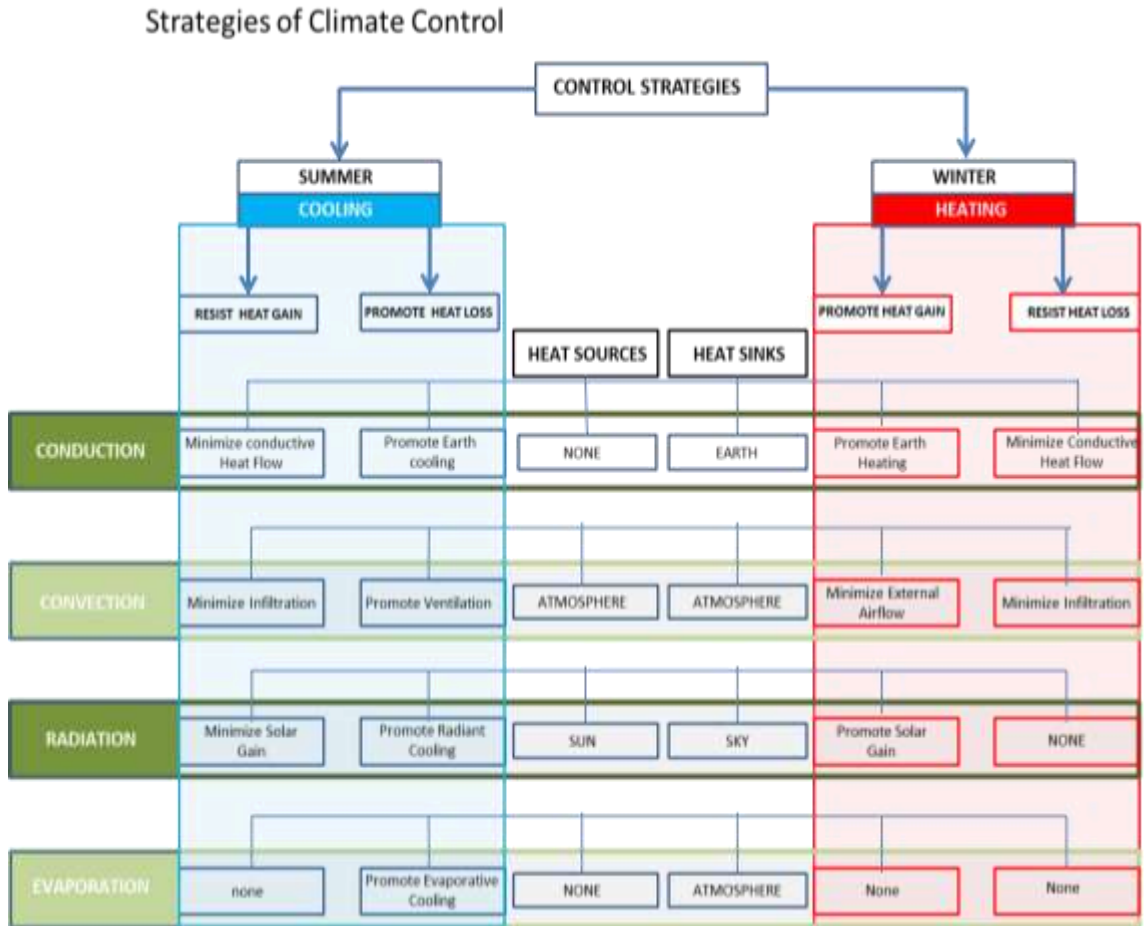 Strategies of Climate Control
CONTROL STRATEGIES
SUMMER
COOLING
WINTER
HEATING
RESIST HEAT GAIN
PROMOTE HEAT LOSS
PROMOTE HEAT GAIN
RESIST HEAT LOSS
HEAT SOURCES
HEAT SINKS
CONDUCTION
Minimize conductive
Heat Flow
Promote Earth
cooling
NONE
EARTH
Promote Earth
Heating
Minimize Conductive
Heat Flow
CONVECTION
Minimize Infiltration
Promote Ventilation
ATMOSPHERE
ATMOSPHERE
Minimize External
Airflow
Minimize Infiltration
RADIATION
Minimize Solar
Gain
Promote Radiant
Cooling
SUN
SKY
Promote Solar
Gain
NONE
EVAPORATION
none
Promote Evaporative
Cooling
NONE
ATMOSPHERE
None
None